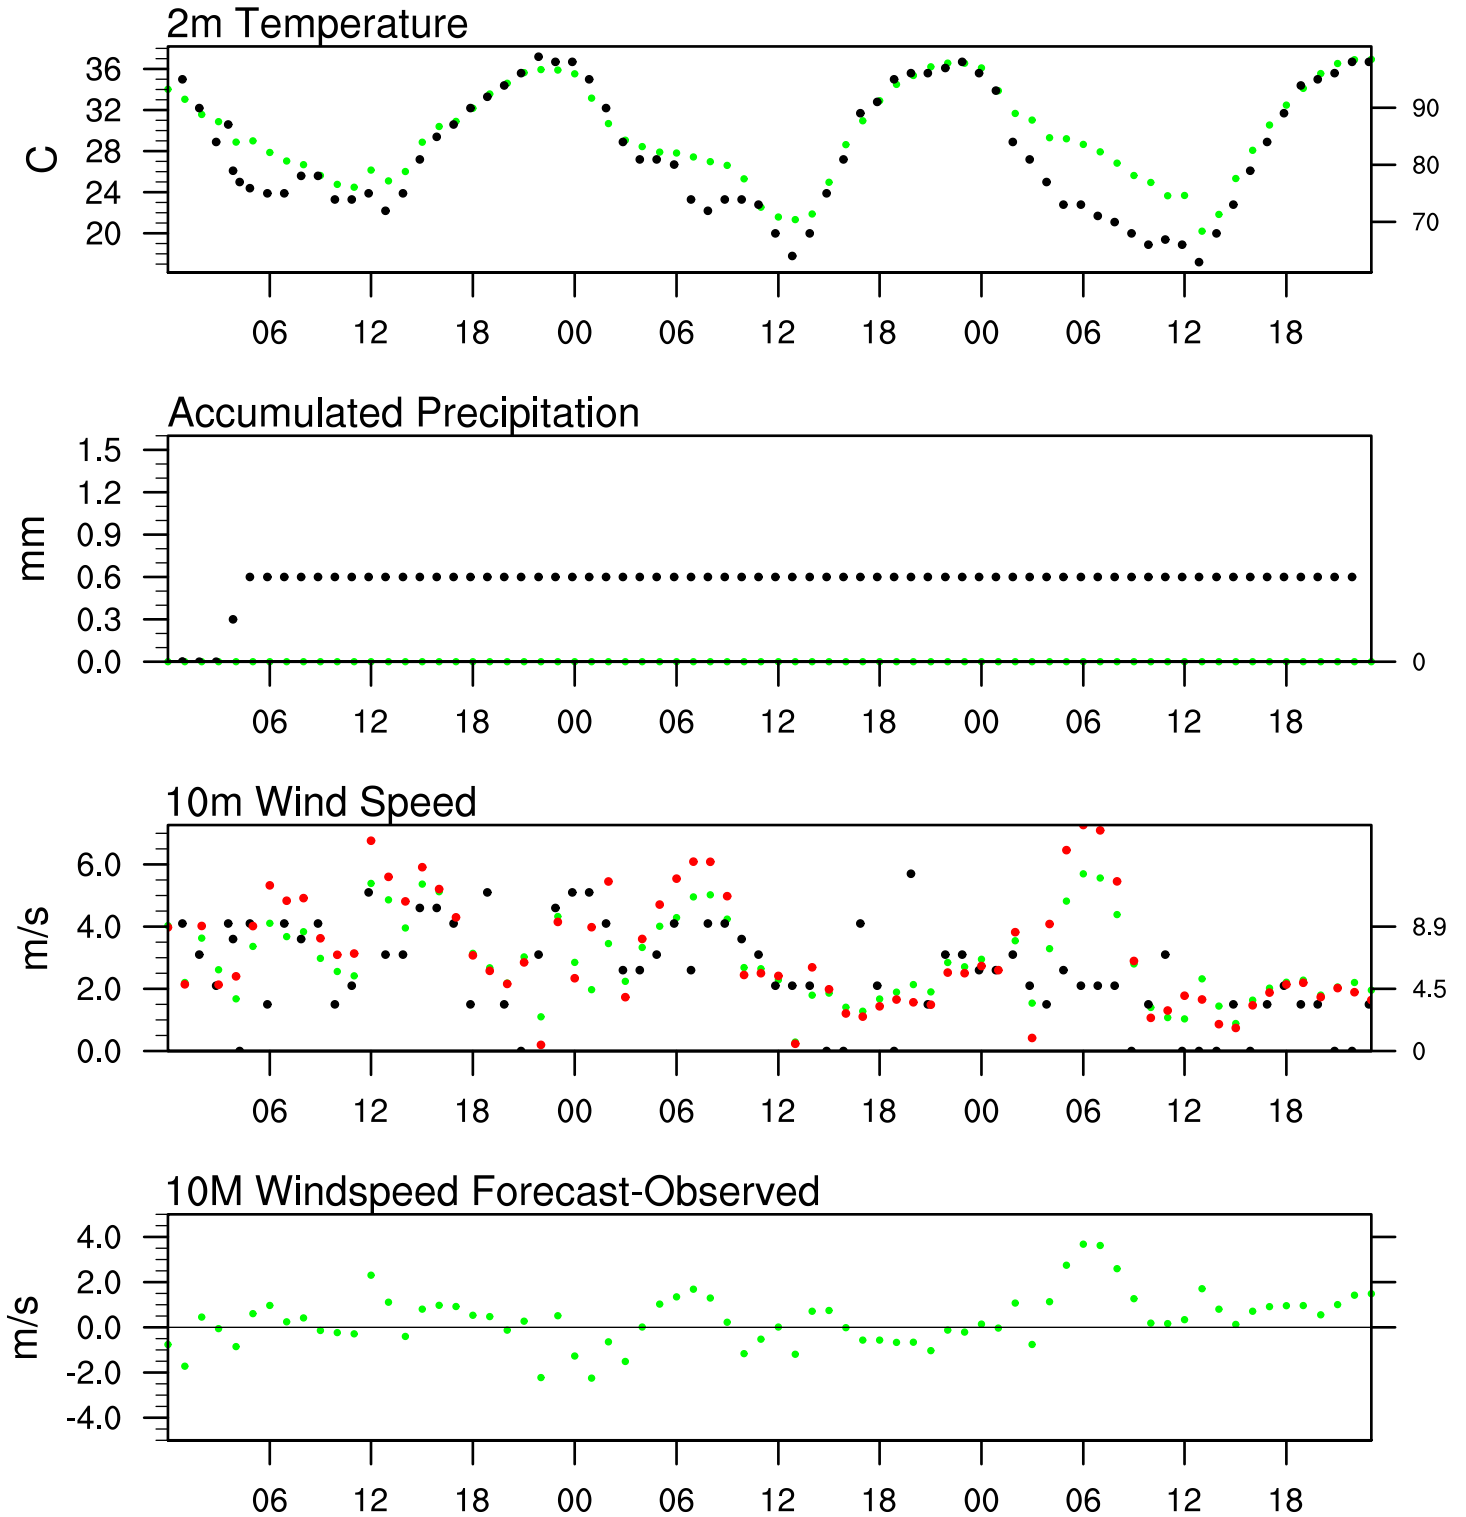 2m Temperature
36
32
28
24
20
C
90
80
70
06 12 18 00 06 12 18 00 06 12 18
Accumulated Precipitation
1.5
1.2
0.9
0.6
0.3
0.0
mm
0
06 12 18 00 06 12 18 00 06 12 18
10m Wind Speed
6.0
4.0
2.0
0.0
m/s
8.9
4.5
0
06 12 18 00 06 12 18 00 06 12 18
10M Windspeed Forecast-Observed
4.0
2.0
0.0
-2.0
-4.0
m/s
06 12 18 00 06 12 18 00 06 12 18